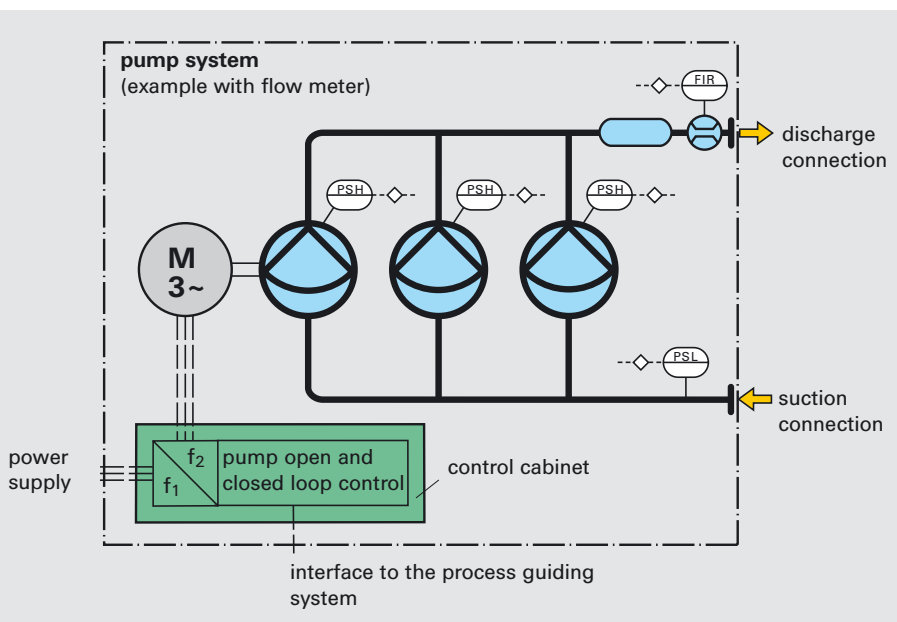 pump system
(example with flow meter)
FIR
discharge
connection
PSH
PSH
PSH
M
3~
PSL
suction
connection
power
supply
f1
f2
pump open and
closed loop control
control cabinet
interface to the process guiding
system